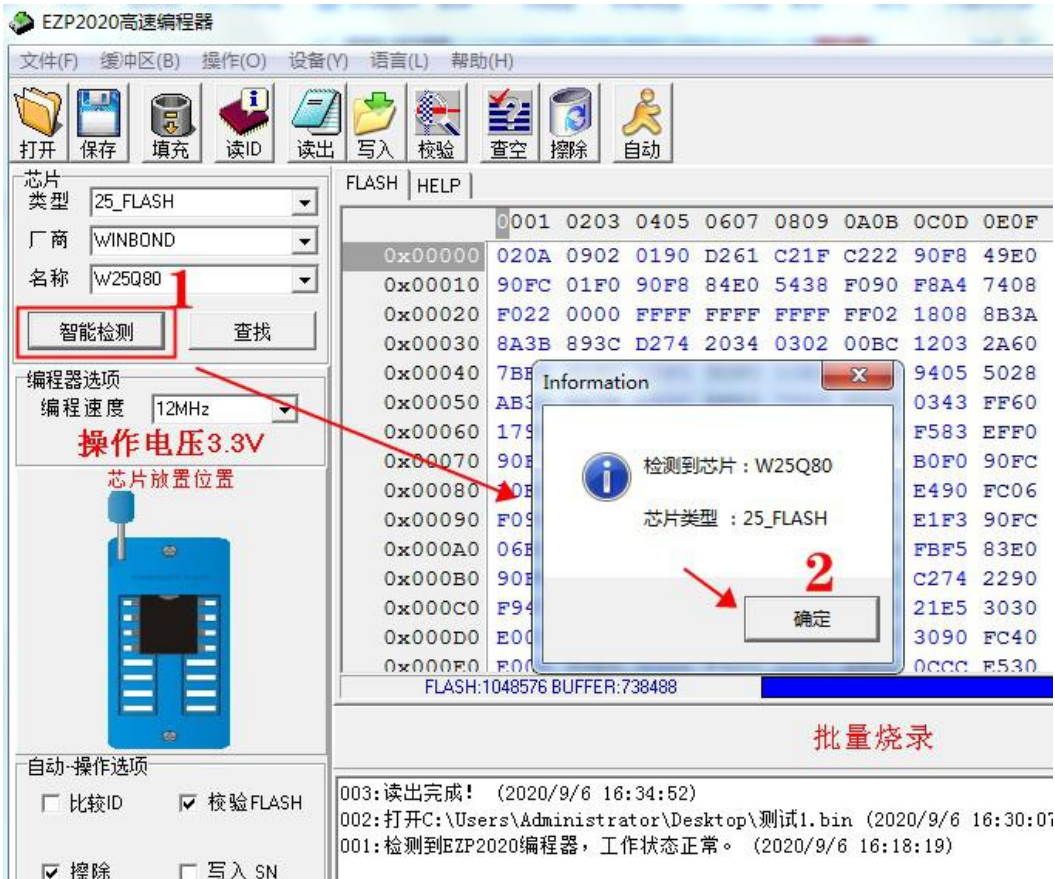 EZP2020高速编程器
文件(F) 缓冲区(B) 操作(O) 设备(Y) 语言(L) 帮助(H)
打开 保存 填充 读ID 读出 写入 校验 查空 擦除 自动
芯片
类型 25_FLASH
厂商 WINBOND
名称 W25Q80
1
智能检测 查找
编程器选项
编程速度 12MHz
操作电压3.3V
芯片放置位置
自动-操作选项
比较ID 校验FLASH
擦除 写入 SN
FLASH HELP
0001 0203 0405 0607 0809 0A0B 0C0D 0E0F
0x00000 020A 0902 0190 D261 C21F C222 90F8 49E0
0x00010 90FC 01F0 90F8 84E0 5438 F090 F8A4 7408
0x00020 F022 0000 FFFF FFFF FFFF FF02 1808 8B3A
0x00030 8A3B 893C D274 2034 0302 00BC 1203 2A60
0x00040 9405 5028
0x00050 0343 FF60
0x00060 F583 EFF0
0x00070 B0F0 90FC
0x00080 E490 FC06
0x00090 E1F3 90FC
0x000A0 FBF5 83E0
0x000B0 C274 2290
0x000C0 21E5 3030
0x000D0 3090 FC40
0x000E0 0CCC E530
Information
检测到芯片：W25Q80
芯片类型 ：25_FLASH
2
确定
FLASH:1048576 BUFFER:738488
批量烧录
003:读出完成! (2020/9/6 16:34:52)
002:打开C:\Users\Administrator\Desktop\测试1.bin (2020/9/6 16:30:07
001:检测到EZP2020编程器，工作状态正常。 (2020/9/6 16:18:19)